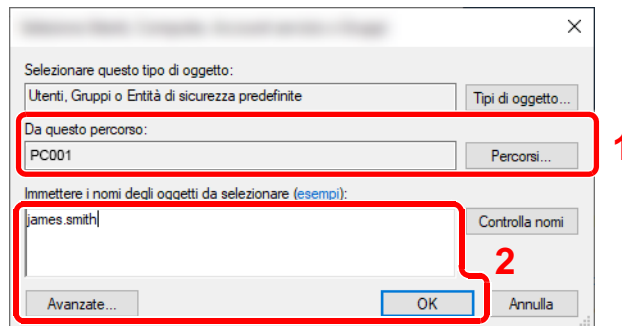 Selezionare questo tipo di oggetto:
Utenti, Gruppi o Entità di sicurezza predefinite
Tipi di oggetto...
Da questo percorso:
PC001
Percorsi...
1
Immettere i nomi degli oggetti da selezionare (esempi):
james.smith
Controlla nomi
2
Avanzate...
OK
Annulla